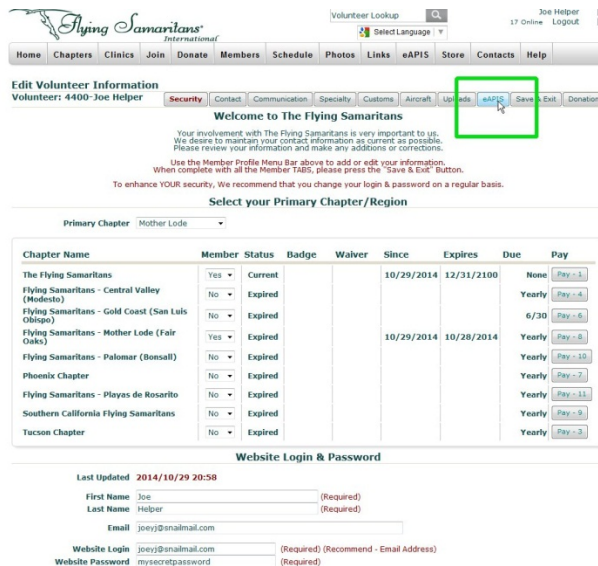 Flying Samaritans
International
Volunteer Lookup
Joe Helper
17 Online Logout
Select Language
Home Chapters Clinics Join Donate Members Schedule Photos Links eAPIS Store Contacts Help
Edit Volunteer Information
Volunteer: 4400-Joe Helper Security Contact Communication Specialty Customs Aircraft Uploads eAPIS Save & Exit Donation
Welcome to The Flying Samaritans
Your involvement with The Flying Samaritans is very important to us.
We desire to maintain your contact information as current as possible.
Please review your information and make any additions or corrections.
Use the Member Profile Menu Bar above to add or edit your information.
When complete with all the Member TABS, please press the "Save & Exit" Button.
To enhance YOUR security, We recommend that you change your login & password on a regular basis.
Select your Primary Chapter/Region
Primary Chapter Mother Lode
Chapter Name Member Status Badge Waiver Since Expires Due Pay
The Flying Samaritans Yes Current 10/29/2014 12/31/2100 None Pay - 1
Flying Samaritans - Central Valley
(Modesto) No Expired Yearly Pay - 4
Flying Samaritans - Gold Coast (San Luis
Obispo) No Expired 6/30 Pay - 6
Flying Samaritans - Mother Lode (Fair
Oaks) Yes Expired 10/29/2014 10/28/2014 Yearly Pay - 8
Flying Samaritans - Palomar (Bonsall) No Expired Yearly Pay - 10
Phoenix Chapter No Expired Yearly Pay - 7
Flying Samaritans - Playas de Rosarito No Expired Yearly Pay - 11
Southern California Flying Samaritans No Expired Yearly Pay - 9
Tucson Chapter No Expired Yearly Pay - 3
Website Login & Password
Last Updated 2014/10/29 20:58
First Name Joe (Required)
Last Name Helper (Required)
Email joeyj@snailmail.com
Website Login joeyj@snailmail.com (Required) (Recommend - Email Address)
Website Password mysecretpassword (Required)